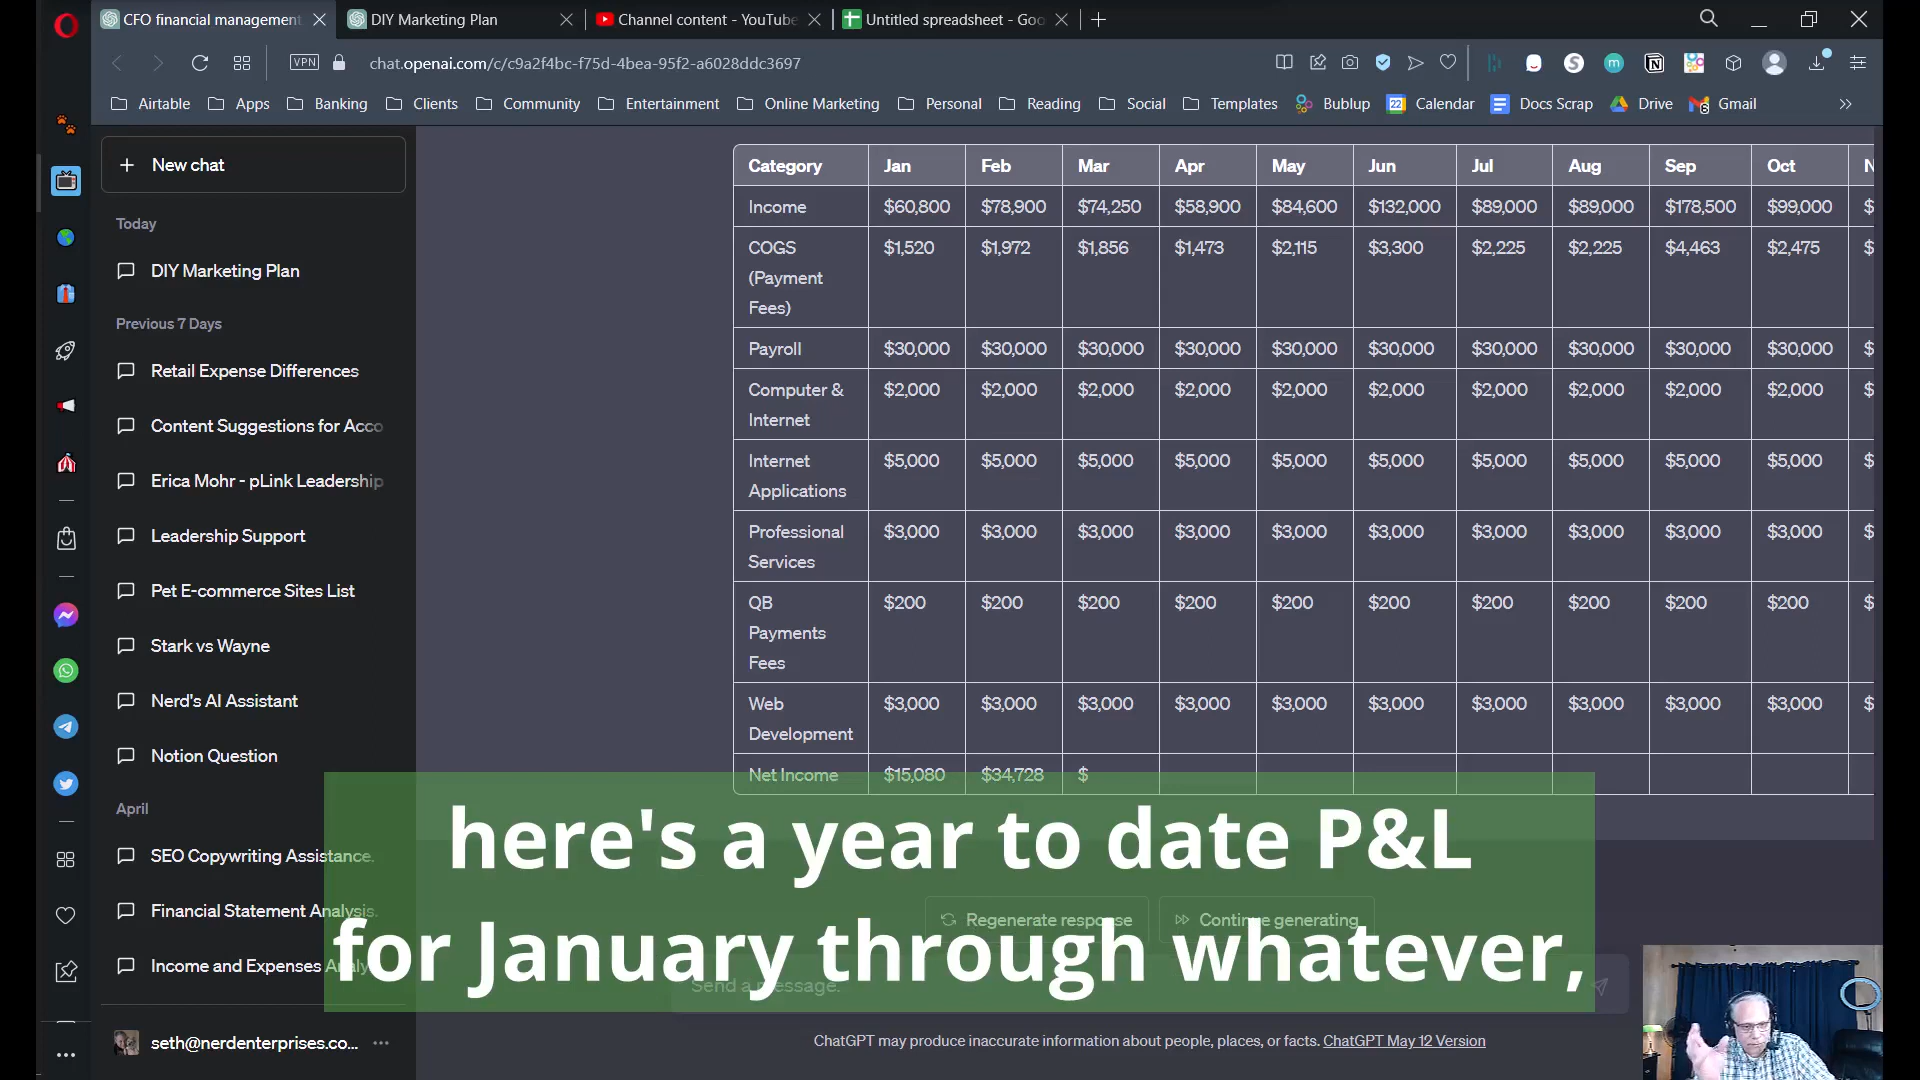 CFO financial management
DIY Marketing Plan
Channel content - YouTube
Untitled spreadsheet - Goo
VPN
chat.openai.com/c/c9a2f4bc-f75d-4bea-95f2-a6028ddc3697
Airtable Apps Banking Clients Community Entertainment Online Marketing Personal Reading Social Templates Bublup 22 Calendar Docs Scrap Drive 6 Gmail
New chat
Today
DIY Marketing Plan
Previous 7 Days
Retail Expense Differences
Content Suggestions for Acco
Erica Mohr - pLink Leadership
Leadership Support
Pet E-commerce Sites List
Stark vs Wayne
Nerd's AI Assistant
Notion Question
April
SEO Copywriting Assistance.
Financial Statement Analysis.
Income and Expenses Analy
seth@nerdenterprises.co...
Category Jan Feb Mar Apr May Jun Jul Aug Sep Oct N
Income $60,800 $78,900 $74,250 $58,900 $84,600 $132,000 $89,000 $89,000 $178,500 $99,000 $
COGS $1,520 $1,972 $1,856 $1,473 $2,115 $3,300 $2,225 $2,225 $4,463 $2,475 $
(Payment
Fees)
Payroll $30,000 $30,000 $30,000 $30,000 $30,000 $30,000 $30,000 $30,000 $30,000 $30,000 $
Computer & $2,000 $2,000 $2,000 $2,000 $2,000 $2,000 $2,000 $2,000 $2,000 $2,000 $
Internet
Internet $5,000 $5,000 $5,000 $5,000 $5,000 $5,000 $5,000 $5,000 $5,000 $5,000 $
Applications
Professional $3,000 $3,000 $3,000 $3,000 $3,000 $3,000 $3,000 $3,000 $3,000 $3,000 $
Services
QB $200 $200 $200 $200 $200 $200 $200 $200 $200 $200 $
Payments
Fees
Web $3,000 $3,000 $3,000 $3,000 $3,000 $3,000 $3,000 $3,000 $3,000 $3,000 $
Development
Net Income $15,080 $34,728 $
here's a year to date P&L
for January through whatever,
Regenerate response Continue generating
Send a message.
ChatGPT may produce inaccurate information about people, places, or facts. ChatGPT May 12 Version